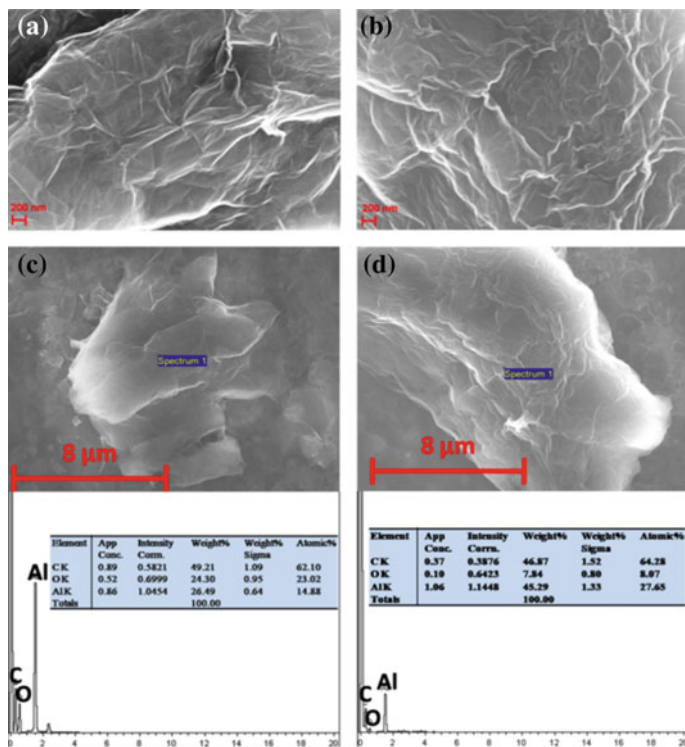 (a)
(b)
200 nm
200 nm
(c)
(d)
Spectrum 1
Spectrum 1
8 μm
8 μm
Element App Conc. Intensity Corrn. Weight% Weight% Sigma Atomic%
C K 0.89 0.5821 49.21 1.09 62.10
O K 0.52 0.6999 24.30 0.95 23.02
Al K 0.86 1.0454 26.49 0.64 14.88
Totals 100.00
Al
C
O
0 2 4 6 8 10 12 14 16 18 20
Element App Conc. Intensity Corrn. Weight% Weight% Sigma Atomic%
C K 0.37 0.3876 46.87 1.52 64.28
O K 0.10 0.6423 7.84 0.80 8.07
Al K 1.06 1.1448 45.29 1.33 27.65
Totals 100.00
C
O
Al
0 2 4 6 8 10 12 14 16 18 20